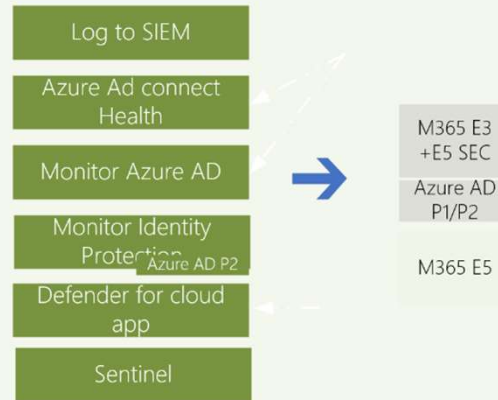 Log to SIEM
Azure Ad connect
Health
Monitor Azure AD
Monitor Identity
Protection
Azure AD P2
Defender for cloud
app
Sentinel
M365 E3
+E5 SEC
Azure AD
P1/P2
M365 E5